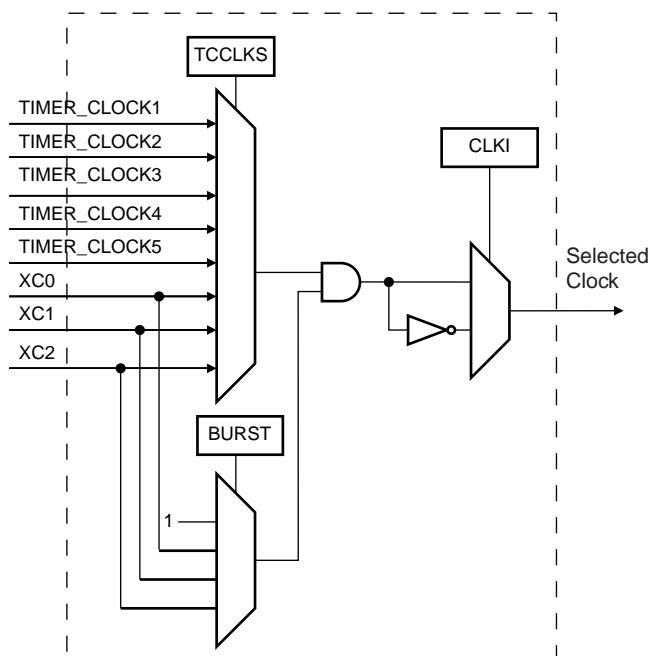 TCCLKS
TIMER_CLOCK1
TIMER_CLOCK2
TIMER_CLOCK3
TIMER_CLOCK4
TIMER_CLOCK5
XC0
XC1
XC2
CLKI
Selected
Clock
BURST
1